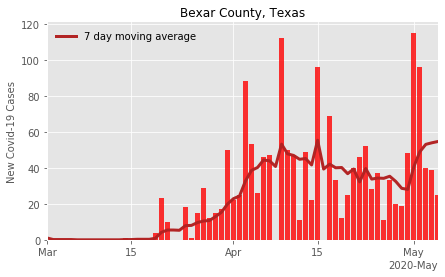 Bexar County, Texas
7 day moving average
New Covid-19 Cases
120
100
80
60
40
20
0
Mar
15
Apr
15
May
2020-May